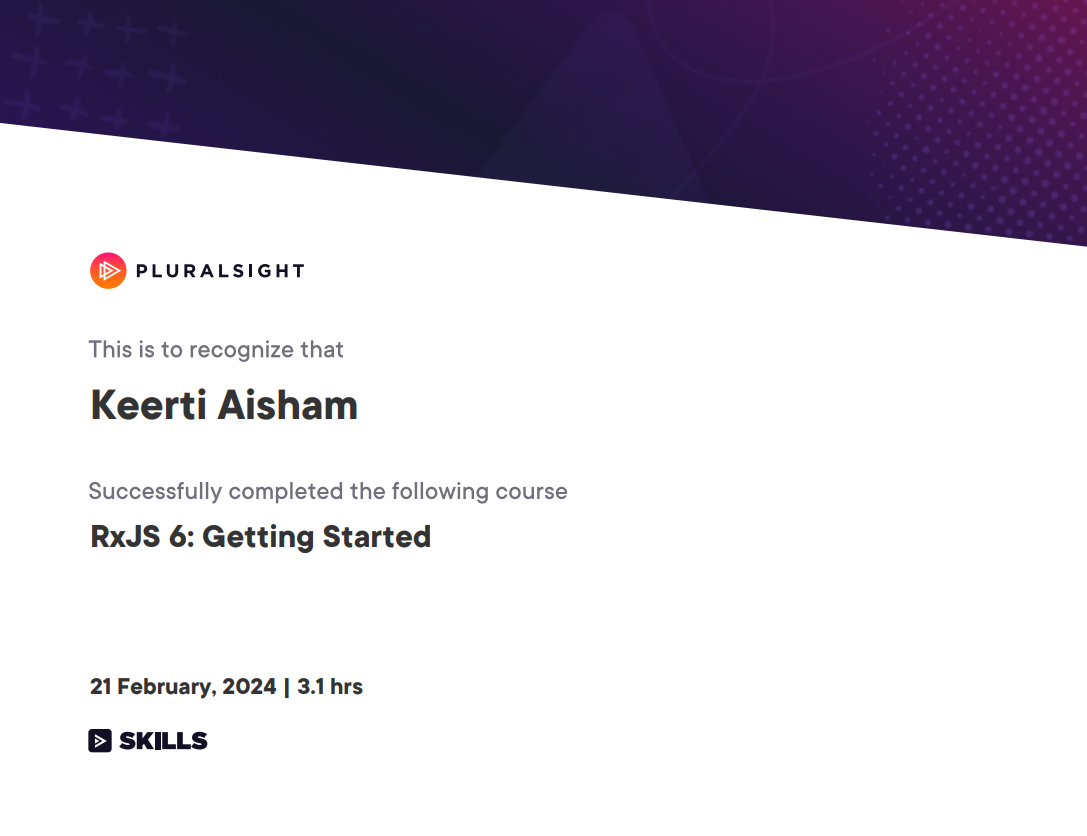 PLURALSIGHT
This is to recognize that
Keerti Aisham
Successfully completed the following course
RxJS 6: Getting Started
21 February, 2024 | 3.1 hrs
SKILLS